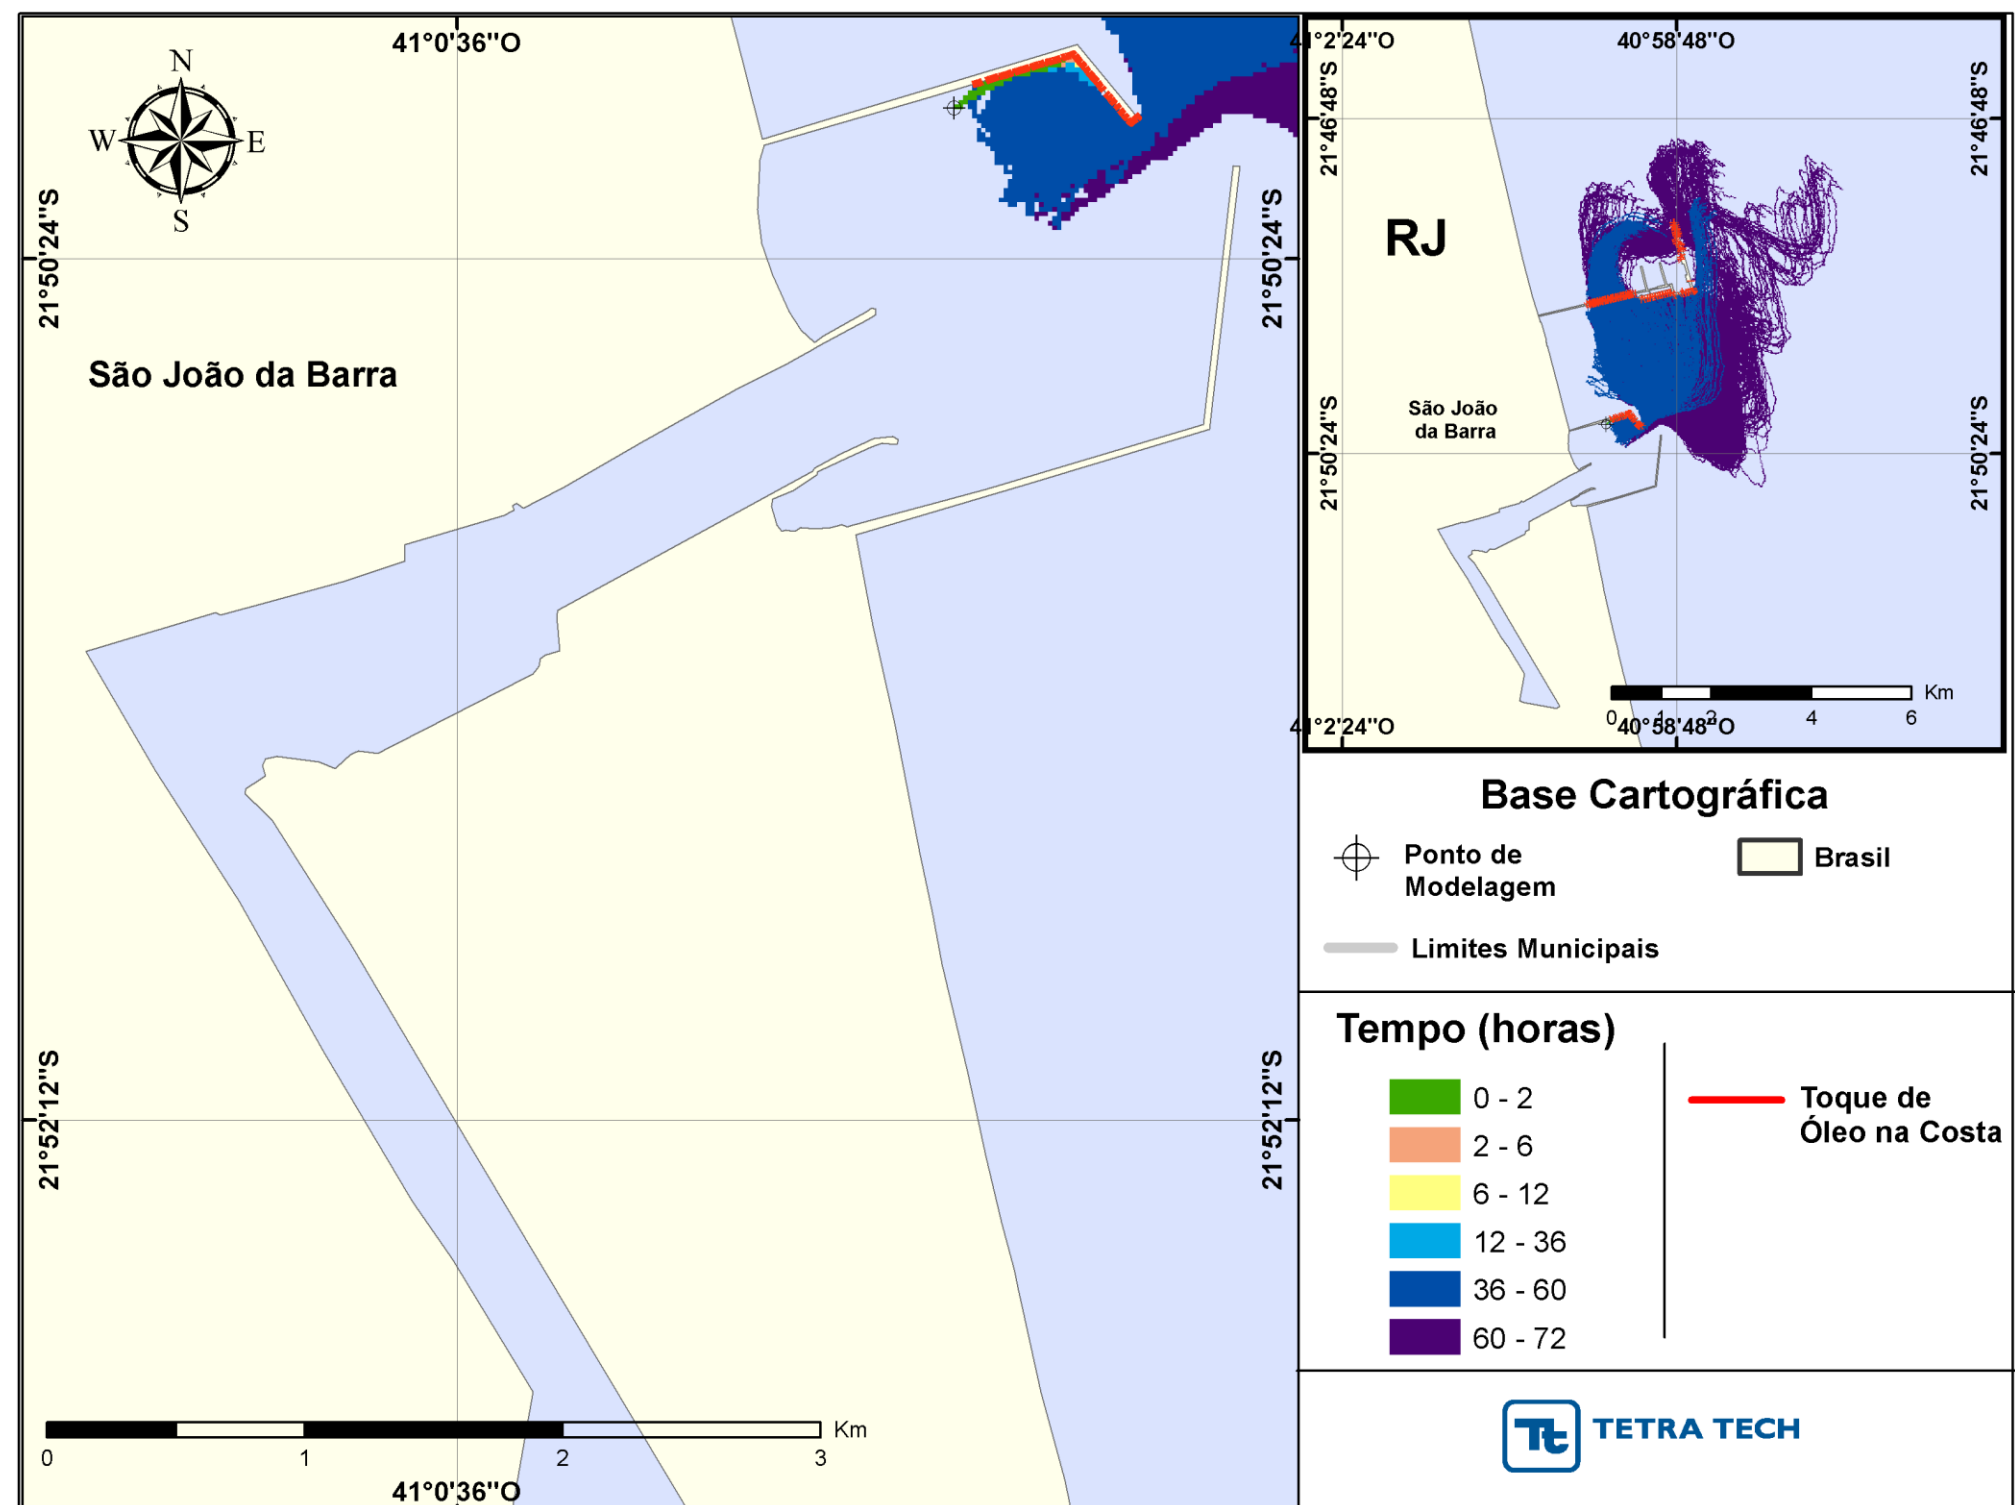 41°0'36"O
N
W
E
S
21°50'24"S
21°50'24"S
São João da Barra
21°52'12"S
21°52'12"S
0
1
2
3
Km
41°0'36"O
41°2'24"O
40°58'48"O
21°46'48"S
21°46'48"S
RJ
São João
da Barra
21°50'24"S
21°50'24"S
Km
0
1
2
4
6
41°2'24"O
40°58'48"O
Base Cartográfica
Ponto de
Modelagem
Brasil
Limites Municipais
Tempo (horas)
0 - 2
2 - 6
6 - 12
12 - 36
36 - 60
60 - 72
Toque de
Óleo na Costa
Tt
TETRA TECH